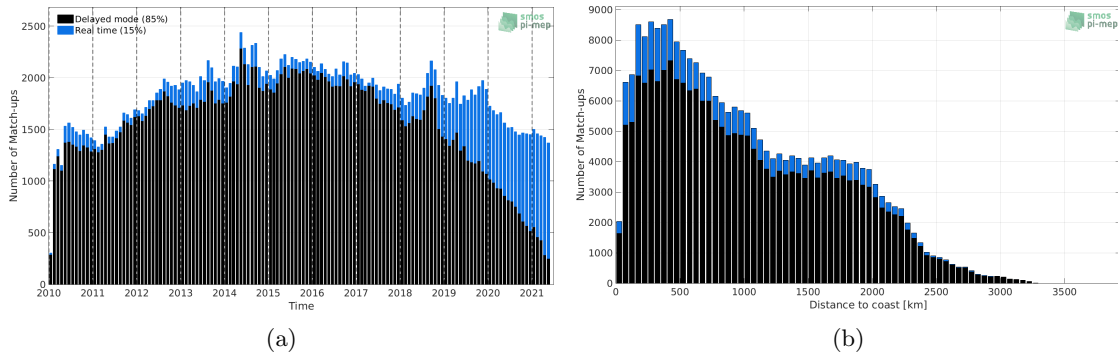 Delayed mode (85%)
Real time (15%)
smos
pi-mep
Number of Match-ups
2500
2000
1500
1000
500
0
2010 2011 2012 2013 2014 2015 2016 2017 2018 2019 2020 2021
Time
(a)
smos
pi-mep
Number of Match-ups
9000
8000
7000
6000
5000
4000
3000
2000
1000
0
0 500 1000 1500 2000 2500 3000 3500
Distance to coast [km]
(b)